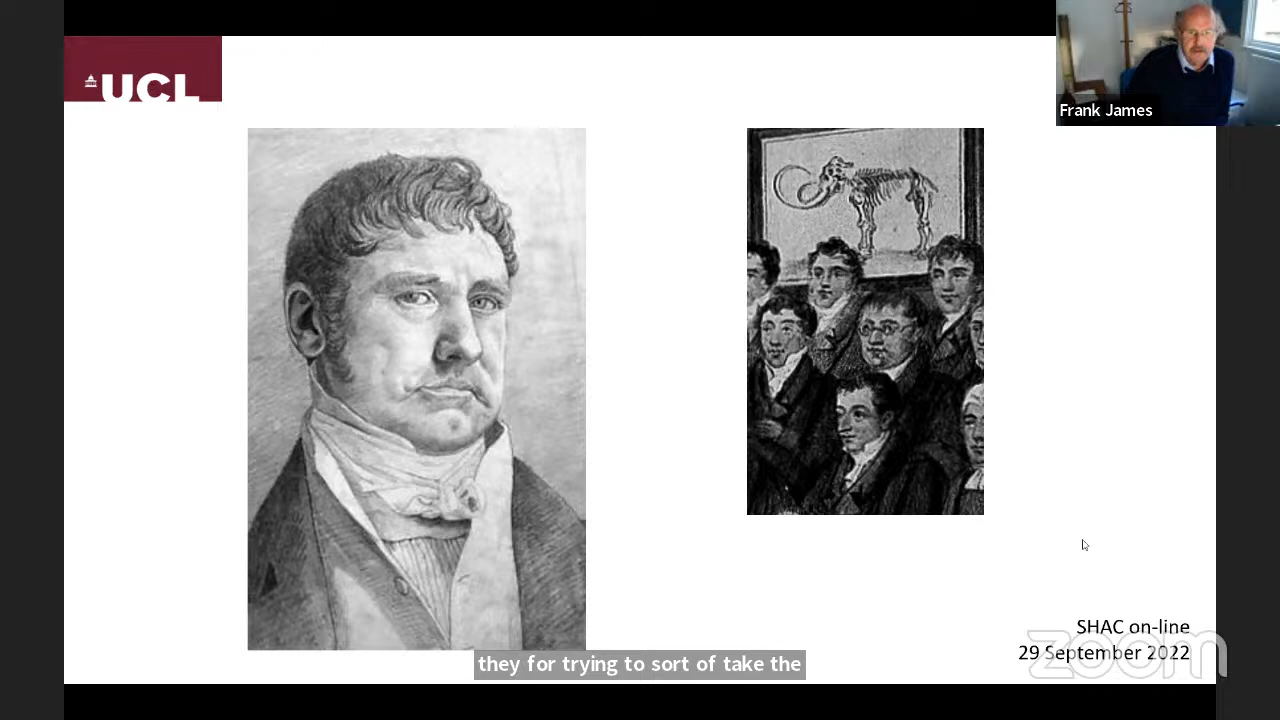 UCL
Frank James
SHAC on-line
29 September 2022
zoom
they for trying to sort of take the